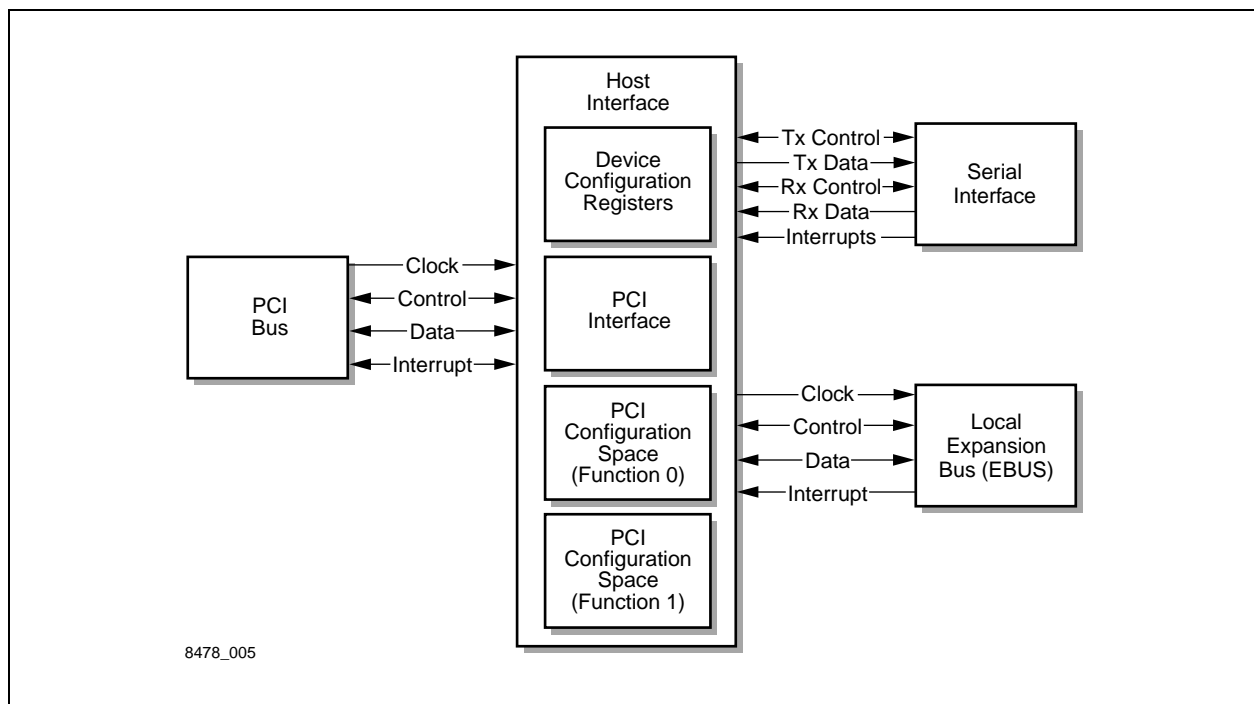 Host
Interface
Device
Configuration
Registers
PCI
Interface
PCI
Configuration
Space
(Function 0)
PCI
Configuration
Space
(Function 1)
PCI
Bus
Clock
Control
Data
Interrupt
Tx Control
Tx Data
Rx Control
Rx Data
Interrupts
Serial
Interface
Clock
Control
Data
Interrupt
Local
Expansion
Bus (EBUS)
8478_005